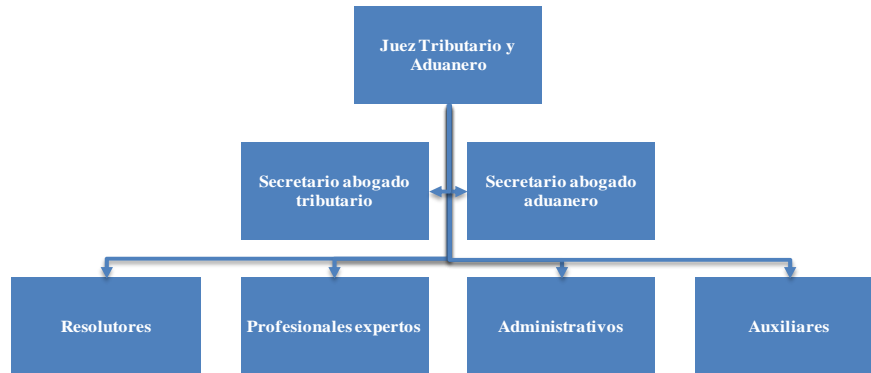 Juez Tributario y
Aduanero
Secretario abogado
tributario
Secretario abogado
aduanero
Resolutores
Profesionales expertos
Administrativos
Auxiliares